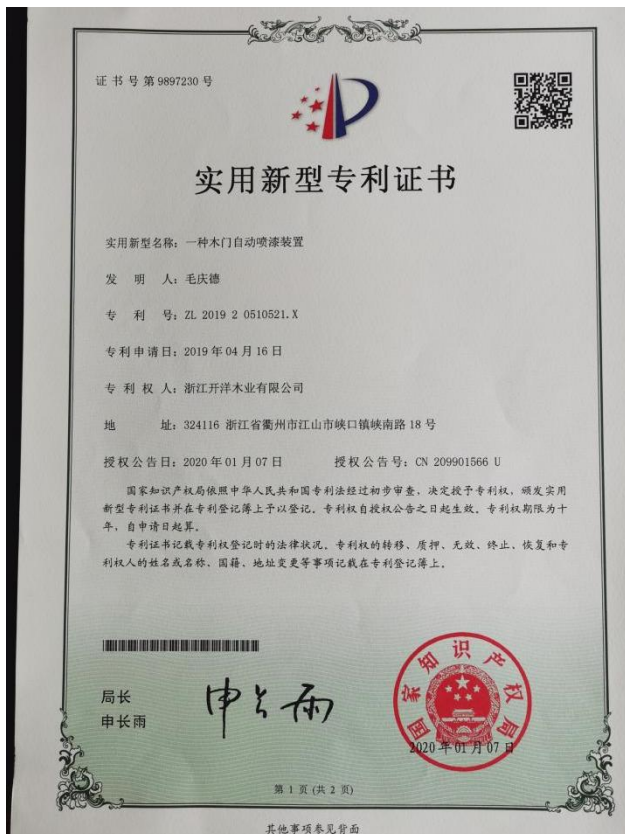 证书号第9897230号
实用新型专利证书
实用新型名称：一种木门自动喷漆装置
发明人：毛庆德
专利号：ZL 2019 2 0510521.X
专利申请日：2019年04月16日
专利权人：浙江开洋木业有限公司
地址：324116 浙江省衢州市江山市峡口镇峡南路18号
授权公告日：2020年01月07日 授权公告号：CN 209901566 U
国家知识产权局依照中华人民共和国专利法经过初步审查，决定授予专利权，颁发实用
新型专利证书并在专利登记簿上予以登记。专利权自授权公告之日起生效。专利权期限为十
年，自申请日起算。
专利证书记载专利权登记时的法律状况。专利权的转移、质押、无效、终止、恢复和专
利权人的姓名或名称、国籍、地址变更等事项记载在专利登记簿上。
局长
申长雨
申长雨
国家知识产权局
2020年01月07日
第1页(共2页)
其他事项参见背面